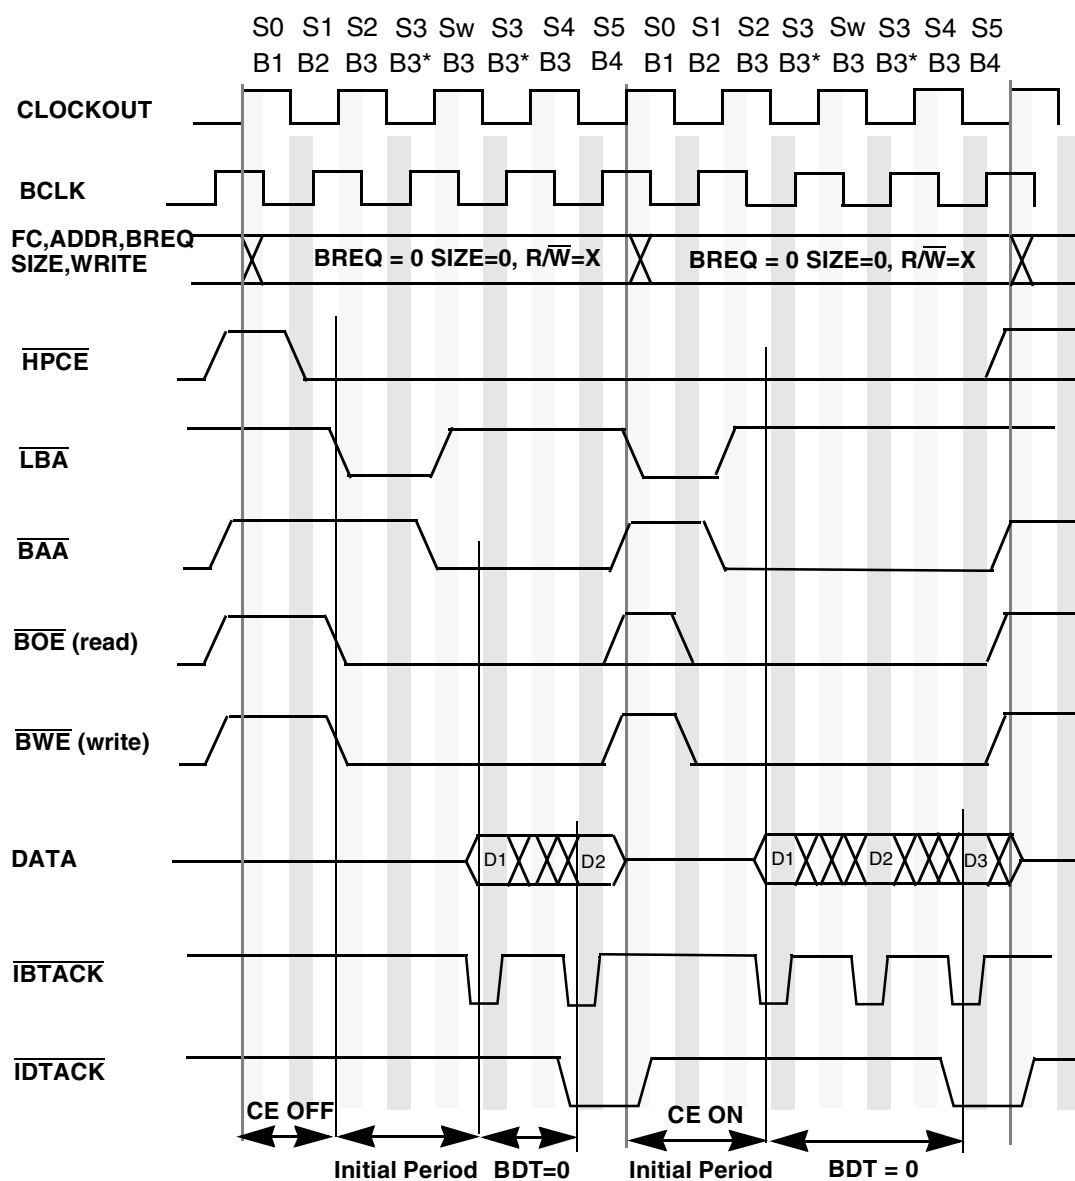 S0 S1 S2 S3 Sw S3 S4 S5 S0 S1 S2 S3 Sw S3 S4 S5
B1 B2 B3 B3* B3 B3* B3 B4 B1 B2 B3 B3* B3 B3* B3 B4
CLOCKOUT
BCLK
FC,ADDR,BREQ
SIZE,WRITE
BREQ = 0 SIZE=0, R/W̅=X BREQ = 0 SIZE=0, R/W̅=X
HPCE
LBA
BAA
BOE (read)
BWE (write)
DATA D1 D2 D1 D2 D3
IBTACK
IDTACK
CE OFF CE ON
Initial Period BDT=0 Initial Period BDT = 0